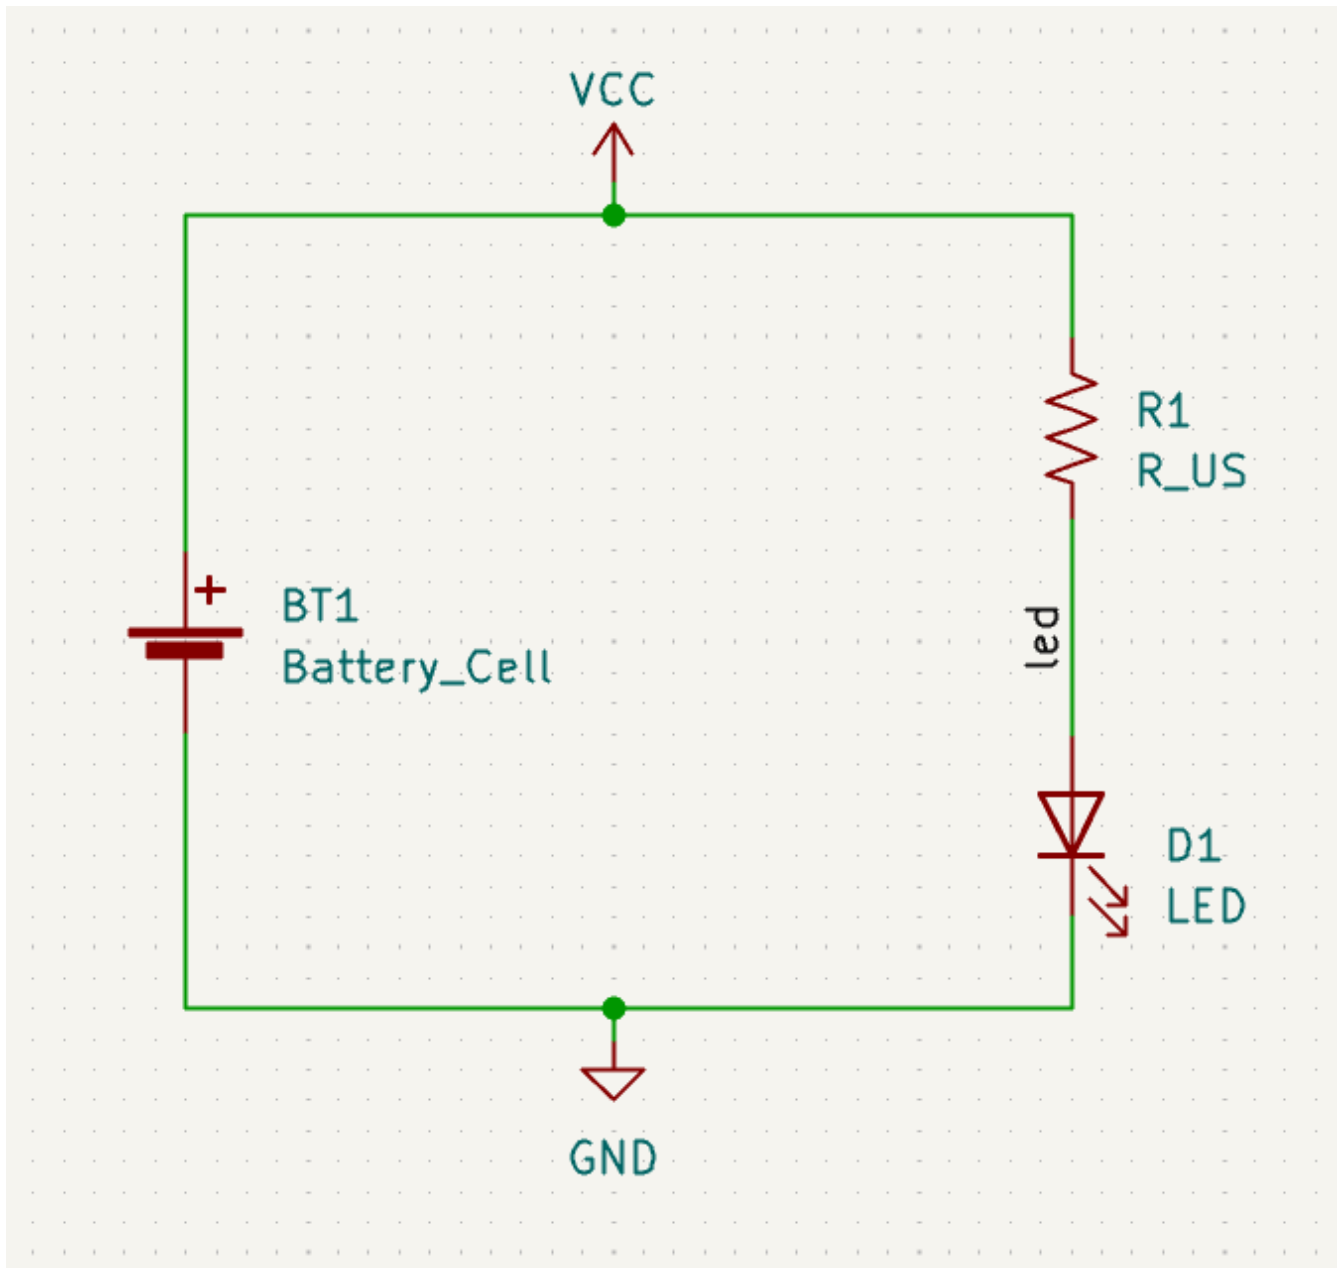 VCC
R1
R_US
+
BT1
Battery_Cell
led
D1
LED
GND